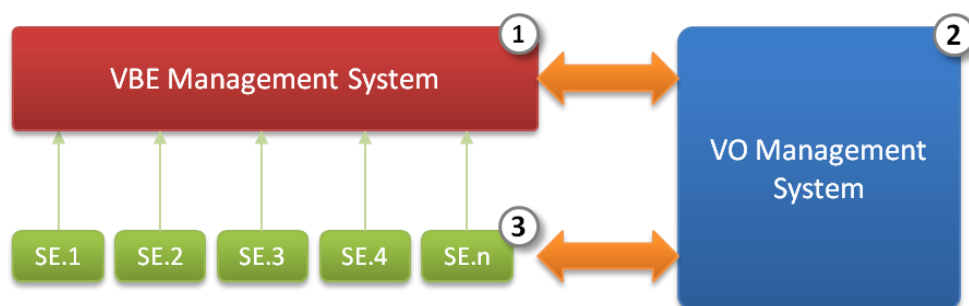 1
VBE Management System
2
VO Management
System
3
SE.1
SE.2
SE.3
SE.4
SE.n